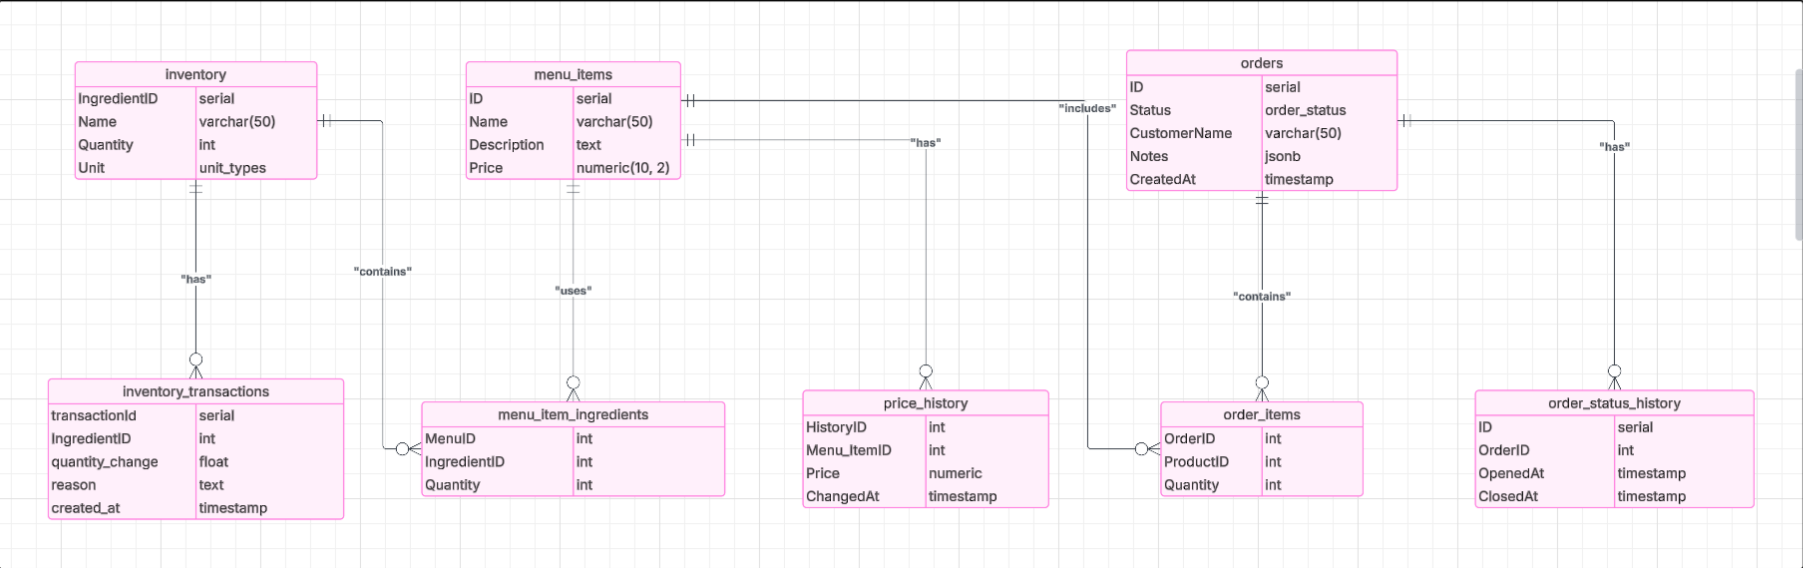 inventory
IngredientID serial
Name varchar(50)
Quantity int
Unit unit_types
menu_items
ID serial
Name varchar(50)
Description text
Price numeric(10, 2)
orders
ID serial
Status order_status
CustomerName varchar(50)
Notes jsonb
CreatedAt timestamp
"includes"
"has"
"has"
"contains"
"has"
"uses"
"contains"
inventory_transactions
transactionId serial
IngredientID int
quantity_change float
reason text
created_at timestamp
menu_item_ingredients
MenuID int
IngredientID int
Quantity int
price_history
HistoryID int
Menu_ItemID int
Price numeric
ChangedAt timestamp
order_items
OrderID int
ProductID int
Quantity int
order_status_history
ID serial
OrderID int
OpenedAt timestamp
ClosedAt timestamp